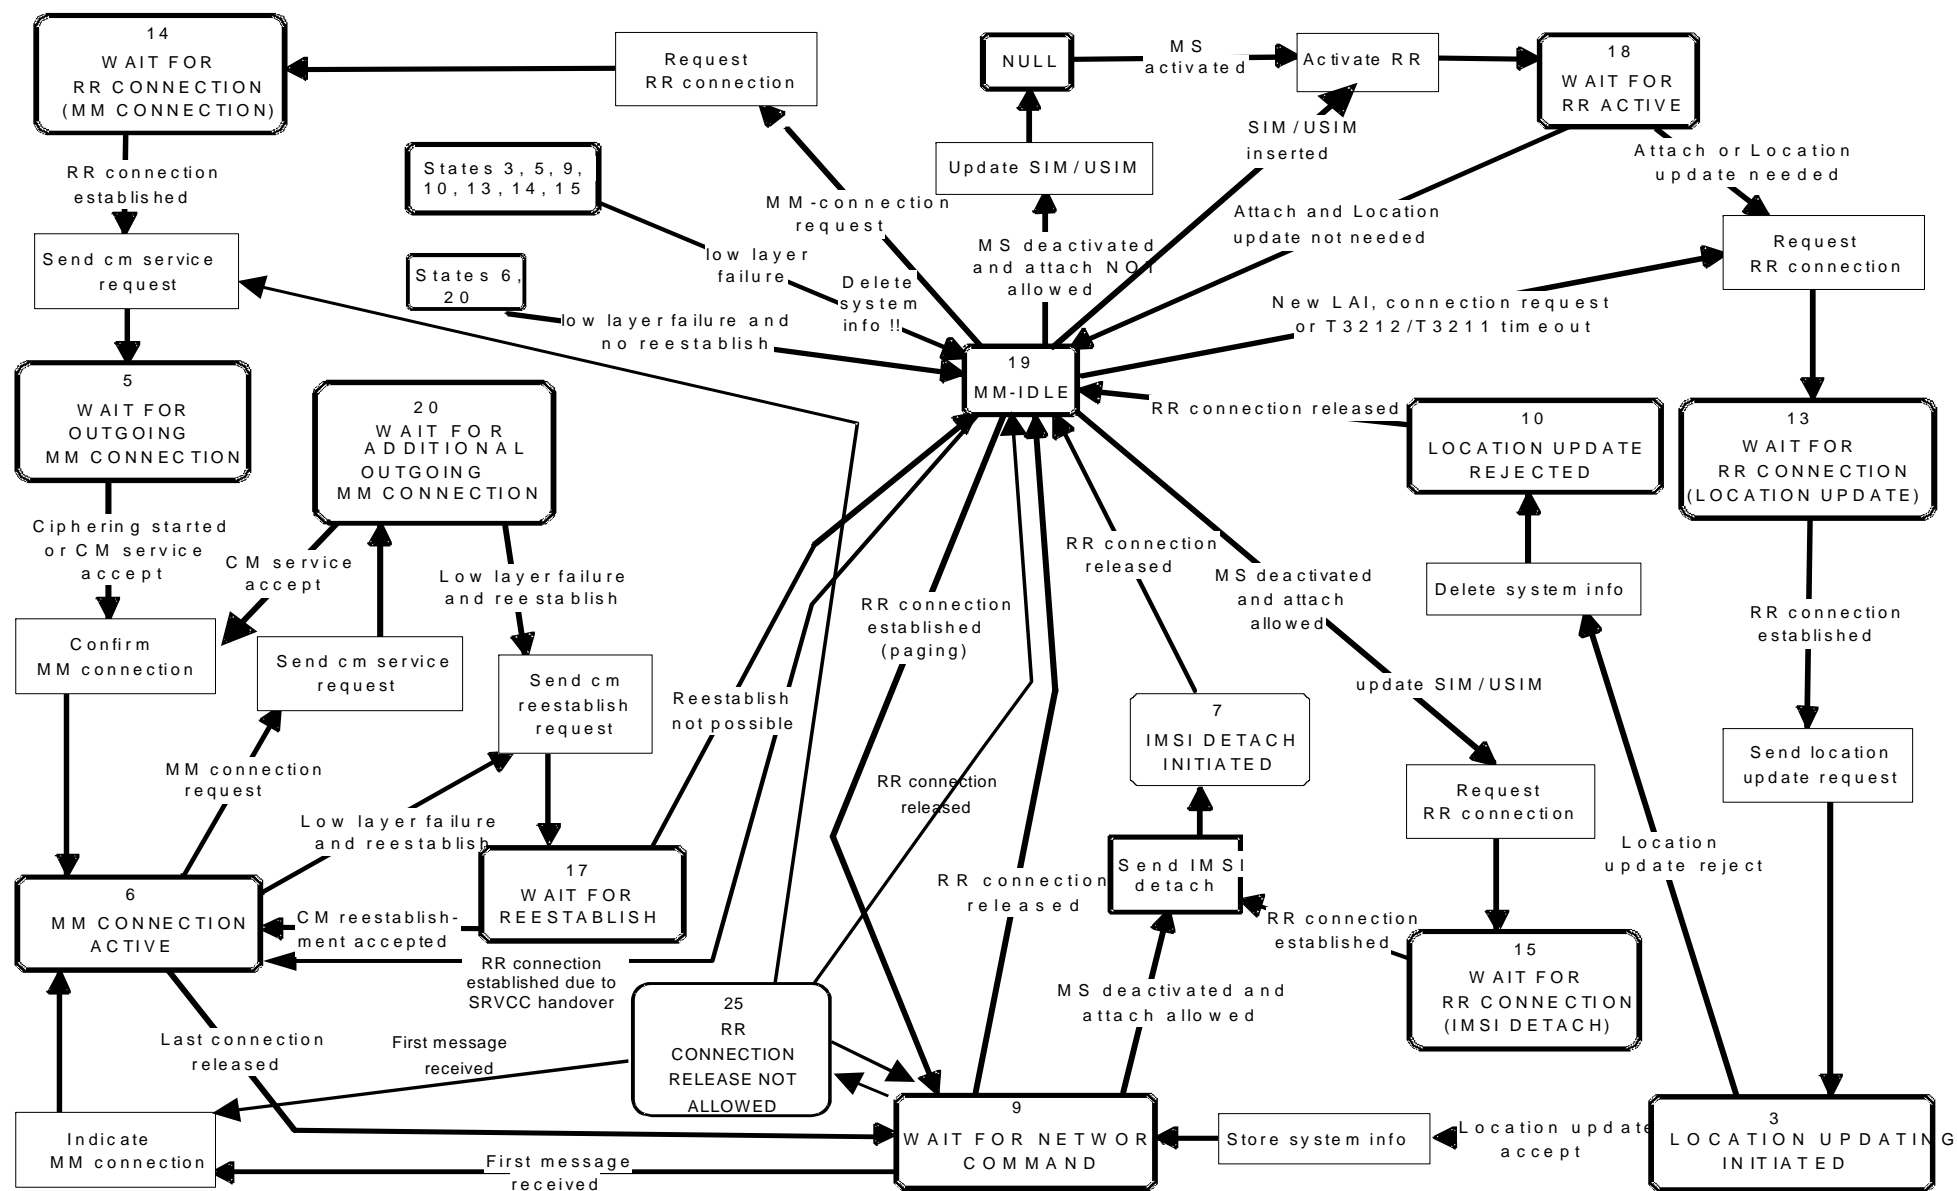 14
WAIT FOR
RR CONNECTION
(MM CONNECTION)
Request
RR connection
NULL
MS
activated
Activate RR
18
WAIT FOR
RR ACTIVE
RR connection
established
States 3, 5, 9,
10, 13, 14, 15
Update SIM/USIM
SIM/USIM
inserted
Attach or Location
update needed
MM-connection
request
Attach and Location
update not needed
Send cm service
request
States 6,
20
low layer
failure
Delete
system
info !!
MS deactivated
and attach NOT
allowed
Request
RR connection
low layer failure and
no reestablish
New LAI, connection request
or T3212/T3211 timeout
19
MM-IDLE
5
WAIT FOR
OUTGOING
MM CONNECTION
20
WAIT FOR
ADDITIONAL
OUTGOING
MM CONNECTION
RR connection released
10
LOCATION UPDATE
REJECTED
13
WAIT FOR
RR CONNECTION
(LOCATION UPDATE)
Ciphering started
or CM service
accept
CM service
accept
Low layer failure
and reestablish
RR connection
released
MS deactivated
and attach
allowed
Delete system info
RR connection
established
(paging)
RR connection
established
Confirm
MM connection
Send cm service
request
Send cm
reestablish
request
Reestablish
not possible
update SIM/USIM
7
IMSI DETACH
INITIATED
Send location
update request
MM connection
request
RR connection
released
Request
RR connection
Low layer failure
and reestablish
Location
update reject
17
WAIT FOR
REESTABLISH
Send IMSI
detach
RR connection
released
6
MM CONNECTION
ACTIVE
CM reestablish-
ment accepted
RR connection
established
15
WAIT FOR
RR CONNECTION
(IMSI DETACH)
RR connection
established due to
SRVCC handover
MS deactivated and
attach allowed
25
RR
CONNECTION
RELEASE NOT
ALLOWED
Last connection
released
First message
received
9
WAIT FOR NETWOR
COMMAND
Store system info
Location update
accept
3
LOCATION UPDATING
INITIATED
Indicate
MM connection
First message
received